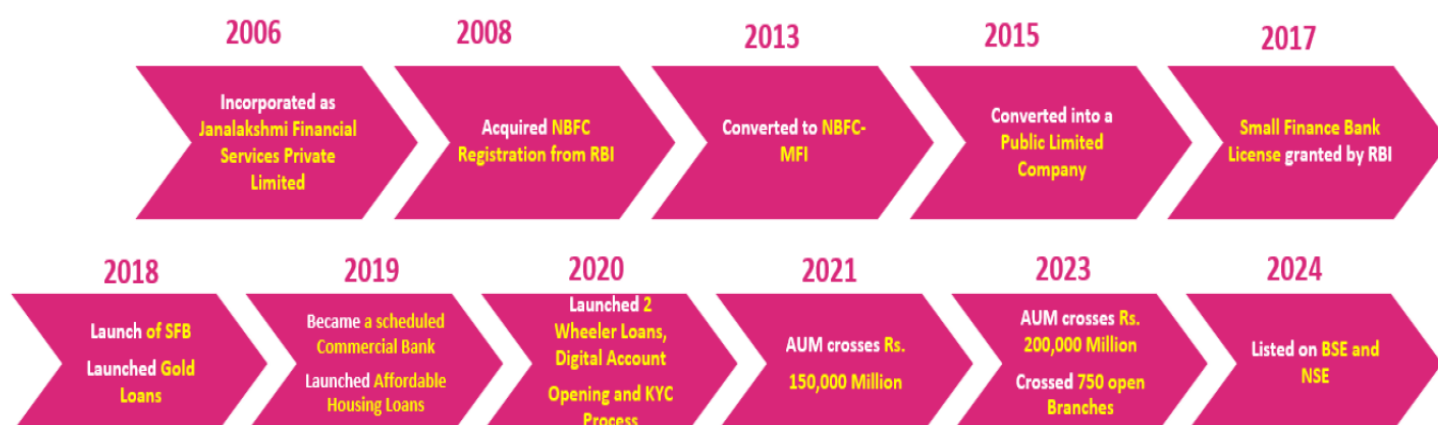 2006
2008
2013
2015
2017
Incorporated as
Janalakshmi Financial
Services Private
Limited
Acquired NBFC
Registration from RBI
Converted to NBFC-
MFI
Converted into a
Public Limited
Company
Small Finance Bank
License granted by RBI
2018
2019
2020
2021
2023
2024
Launch of SFB
Launched Gold
Loans
Became a scheduled
Commercial Bank
Launched Affordable
Housing Loans
Launched 2
Wheeler Loans,
Digital Account
Opening and KYC
Process
AUM crosses Rs.
150,000 Million
AUM crosses Rs.
200,000 Million
Crossed 750 open
Branches
Listed on BSE and
NSE